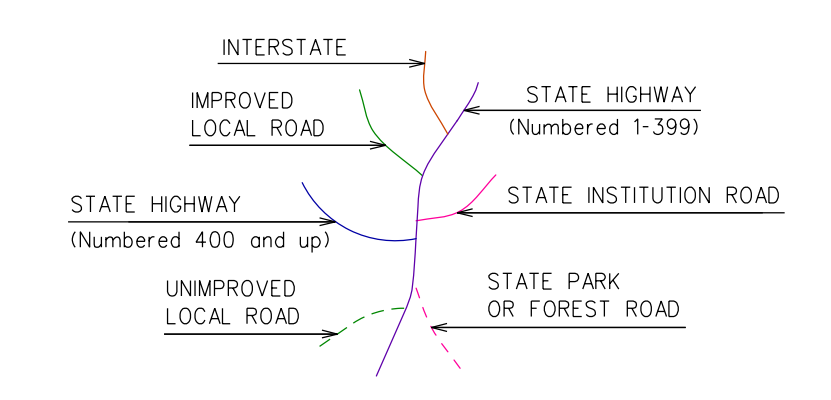 INTERSTATE
STATE HIGHWAY
(Numbered 1-399)
IMPROVED
LOCAL ROAD
STATE INSTITUTION ROAD
STATE HIGHWAY
(Numbered 400 and up)
UNIMPROVED
LOCAL ROAD
STATE PARK
OR FOREST ROAD